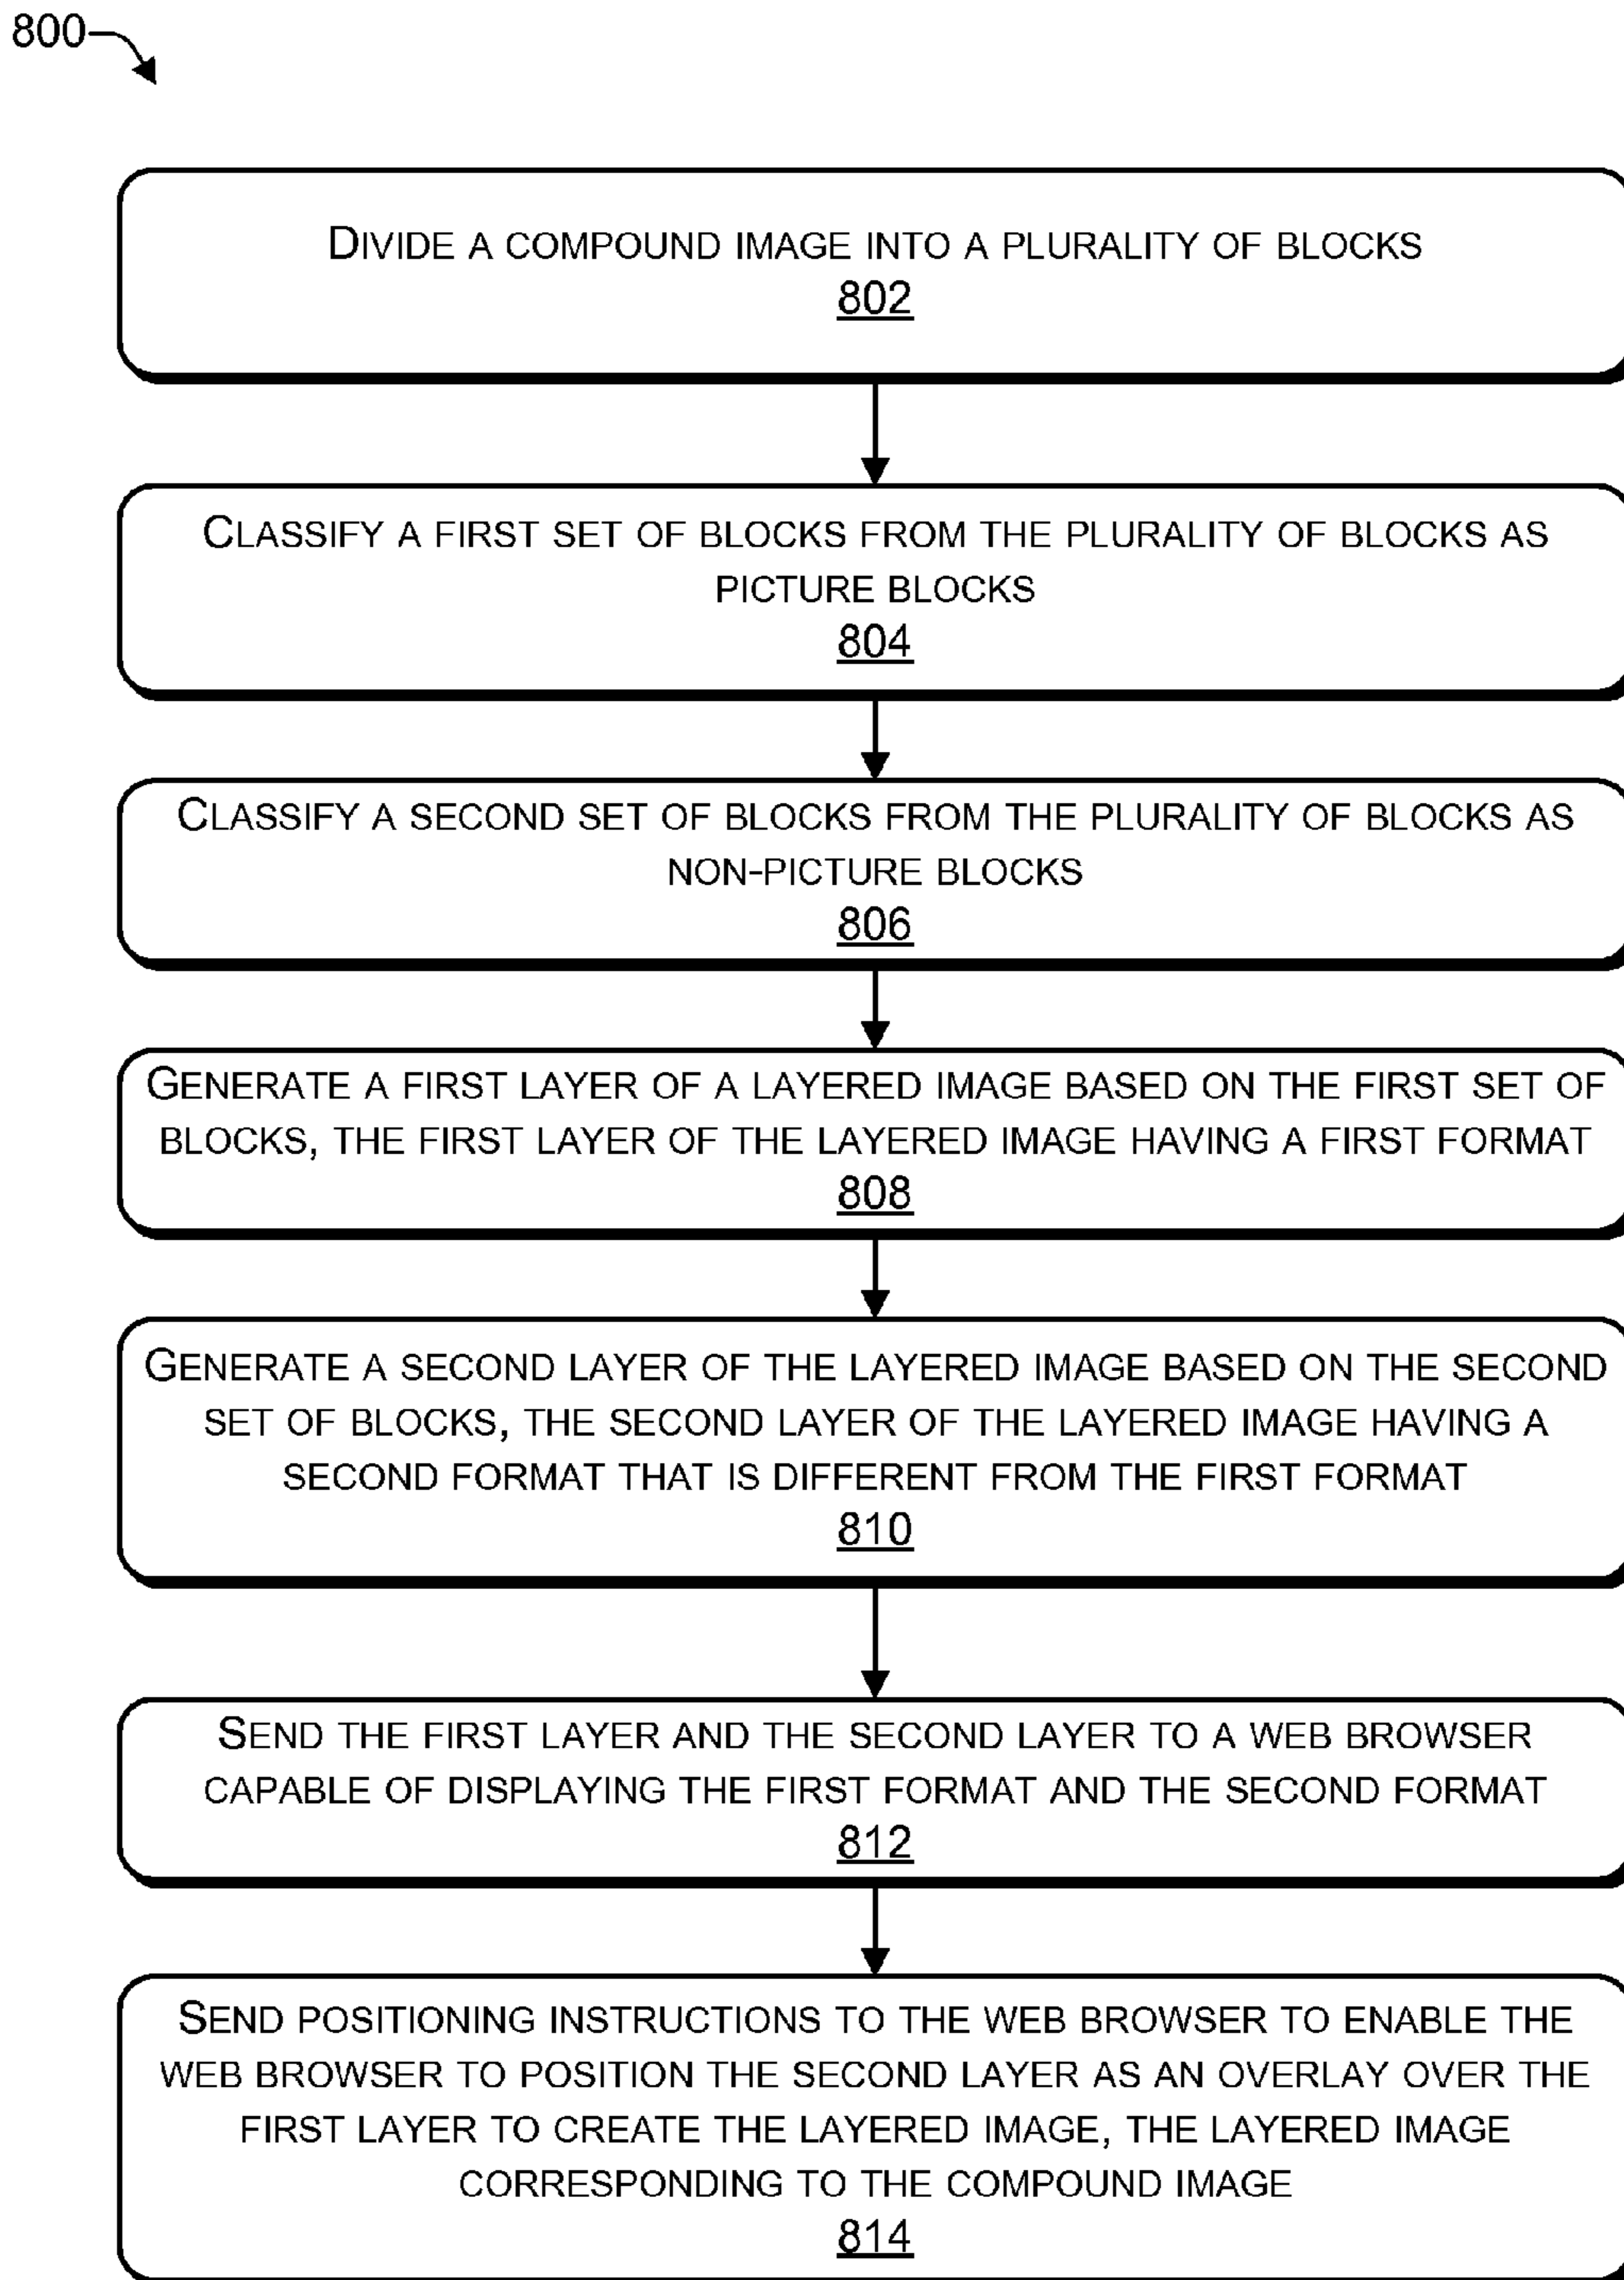 800
DIVIDE A COMPOUND IMAGE INTO A PLURALITY OF BLOCKS
802
CLASSIFY A FIRST SET OF BLOCKS FROM THE PLURALITY OF BLOCKS AS
PICTURE BLOCKS
804
CLASSIFY A SECOND SET OF BLOCKS FROM THE PLURALITY OF BLOCKS AS
NON-PICTURE BLOCKS
806
GENERATE A FIRST LAYER OF A LAYERED IMAGE BASED ON THE FIRST SET OF
BLOCKS, THE FIRST LAYER OF THE LAYERED IMAGE HAVING A FIRST FORMAT
808
GENERATE A SECOND LAYER OF THE LAYERED IMAGE BASED ON THE SECOND
SET OF BLOCKS, THE SECOND LAYER OF THE LAYERED IMAGE HAVING A
SECOND FORMAT THAT IS DIFFERENT FROM THE FIRST FORMAT
810
SEND THE FIRST LAYER AND THE SECOND LAYER TO A WEB BROWSER
CAPABLE OF DISPLAYING THE FIRST FORMAT AND THE SECOND FORMAT
812
SEND POSITIONING INSTRUCTIONS TO THE WEB BROWSER TO ENABLE THE
WEB BROWSER TO POSITION THE SECOND LAYER AS AN OVERLAY OVER THE
FIRST LAYER TO CREATE THE LAYERED IMAGE, THE LAYERED IMAGE
CORRESPONDING TO THE COMPOUND IMAGE
814